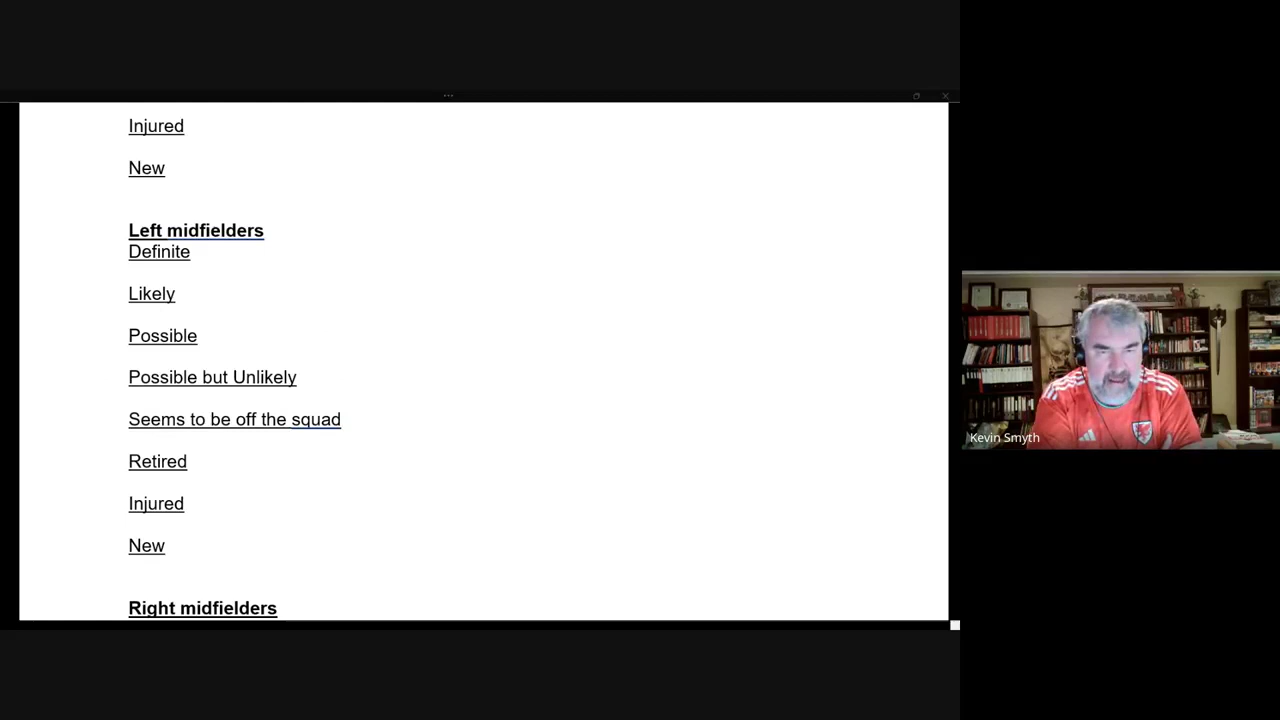 Injured
New
Left midfielders
Definite
Likely
Possible
Possible but Unlikely
Seems to be off the squad
Retired
Injured
New
Right midfielders
Kevin Smyth